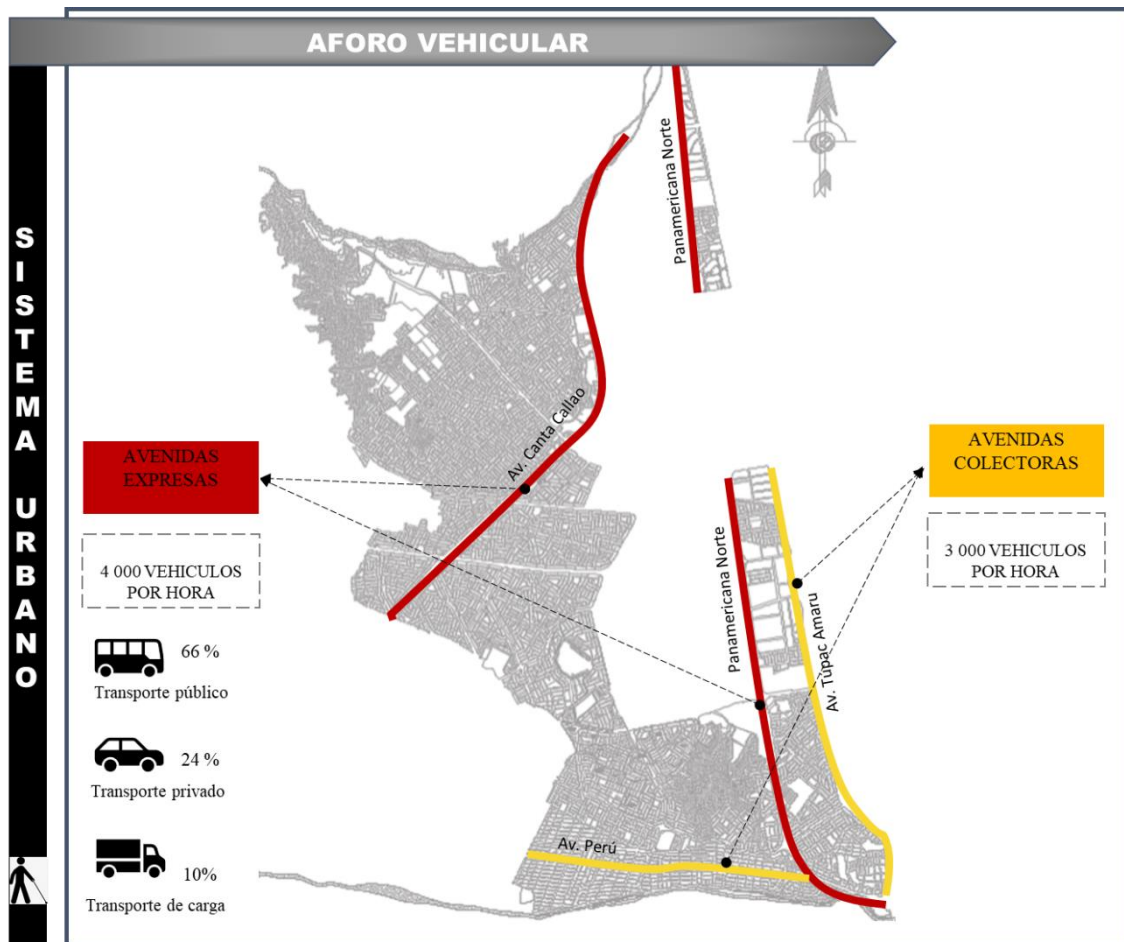 AFORO VEHICULAR
SISTEMA URBANO
Panamericana Norte
Av. Canta Callao
AVENIDAS
EXPRESAS
4 000 VEHICULOS
POR HORA
66 %
Transporte público
24 %
Transporte privado
10%
Transporte de carga
AVENIDAS
COLECTORAS
3 000 VEHICULOS
POR HORA
Panamericana Norte
Av. Túpac Amaru
Av. Perú